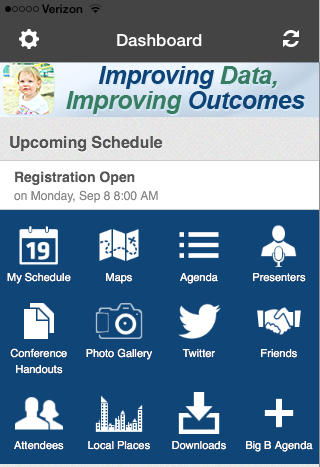 Verizon
Dashboard
Improving Data,
Improving Outcomes
Upcoming Schedule
Registration Open
on Monday, Sep 8 8:00 AM
19
My Schedule
Maps
Agenda
Presenters
Conference
Handouts
Photo Gallery
Twitter
Friends
Attendees
Local Places
Downloads
Big B Agenda